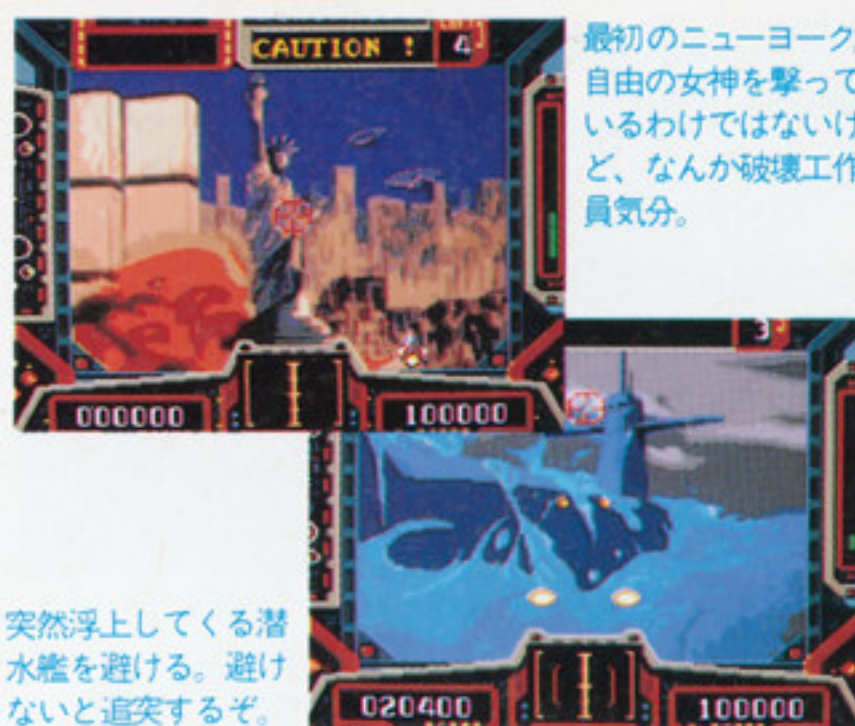 CAUTION !
4
000000
100000
最初のニューヨーク。
自由の女神を撃って
いるわけではないけ
ど、なんか破壊工作
員気分。
3
020400
100000
突然浮上してくる潜
水艦を避ける。避け
ないと追突するぞ。